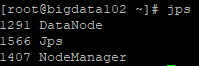 [root@bigdata102 ~]# jps
1291 DataNode
1566 Jps
1407 NodeManager